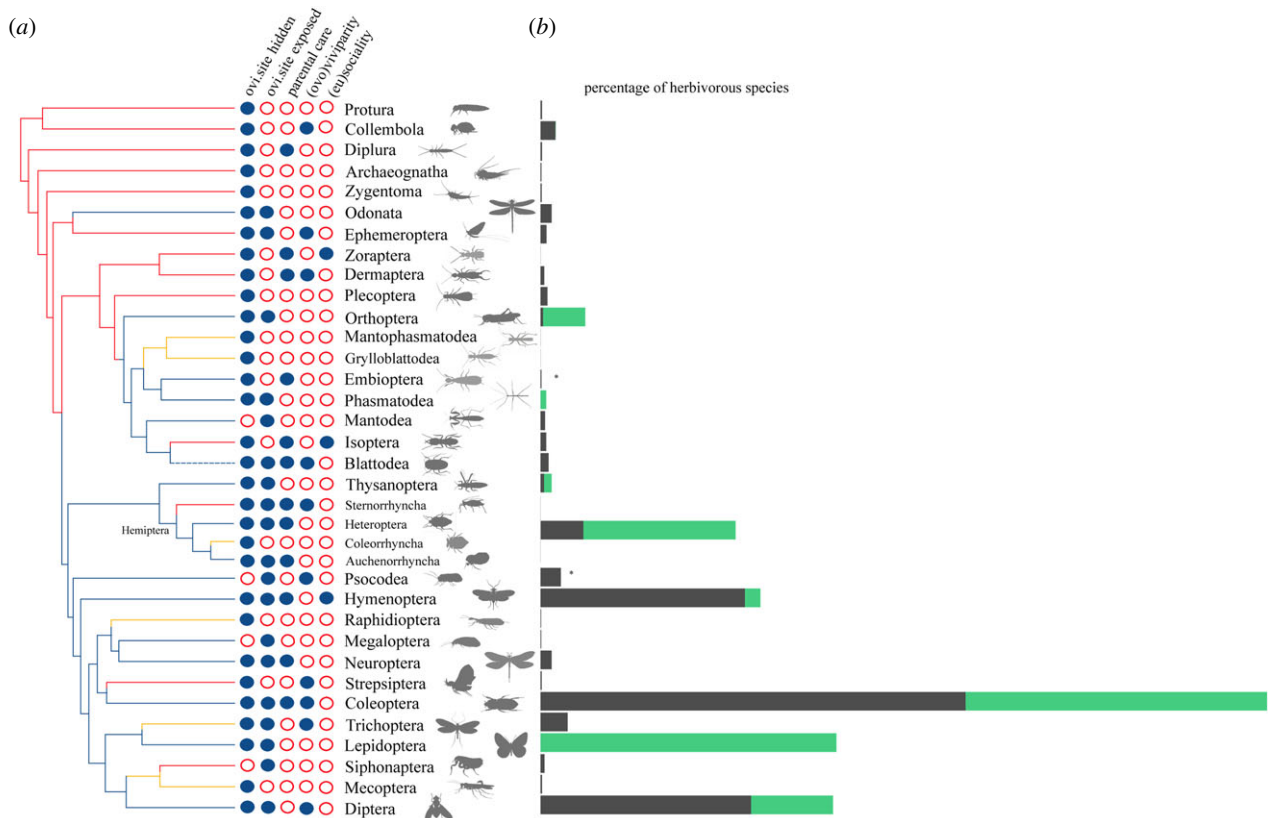 (a)
(b)
ovi.site hidden
ovi.site exposed
parental care
(ovo)viviparity
(eu)sociality
percentage of herbivorous species
Protura
Collembola
Diplura
Archaeognatha
Zygentoma
Odonata
Ephemeroptera
Zoraptera
Dermaptera
Plecoptera
Orthoptera
Mantophasmatodea
Grylloblattodea
Embioptera
*
Phasmatodea
Mantodea
Isoptera
Blattodea
Thysanoptera
Sternorrhyncha
Hemiptera
Heteroptera
Coleorrhyncha
Auchenorrhyncha
Psocodea
*
Hymenoptera
Raphidioptera
Megaloptera
Neuroptera
Strepsiptera
Coleoptera
Trichoptera
Lepidoptera
Siphonaptera
Mecoptera
Diptera